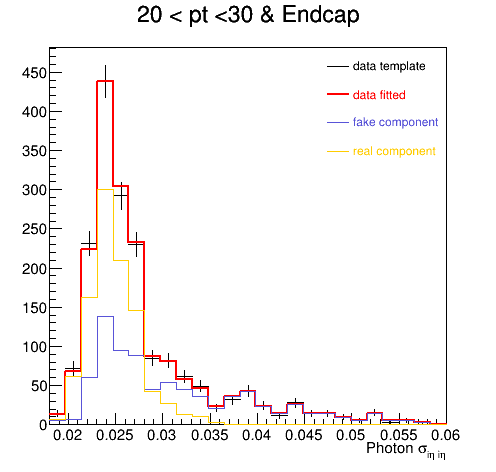 20 < pt <30 & Endcap
data template
data fitted
fake component
real component
450
400
350
300
250
200
150
100
50
0
0.02 0.025 0.03 0.035 0.04 0.045 0.05 0.055 0.06
Photon σiη iη